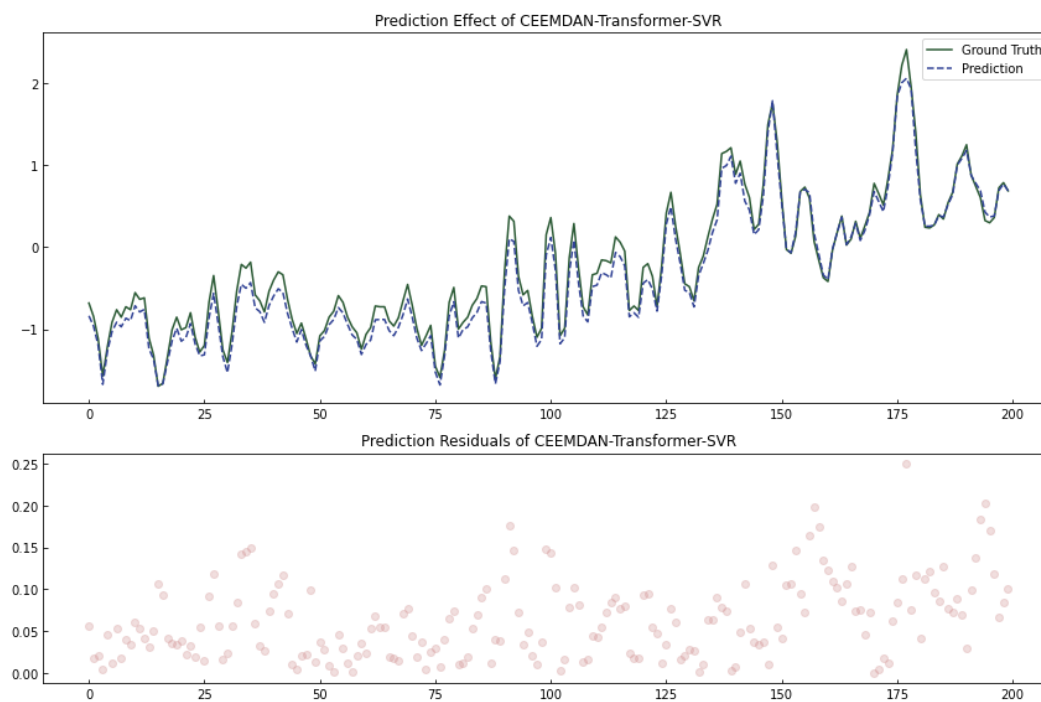 Prediction Effect of CEEMDAN-Transformer-SVR
Ground Truth
Prediction
2
1
0
−1
0 25 50 75 100 125 150 175 200
Prediction Residuals of CEEMDAN-Transformer-SVR
0.25
0.20
0.15
0.10
0.05
0.00
0 25 50 75 100 125 150 175 200